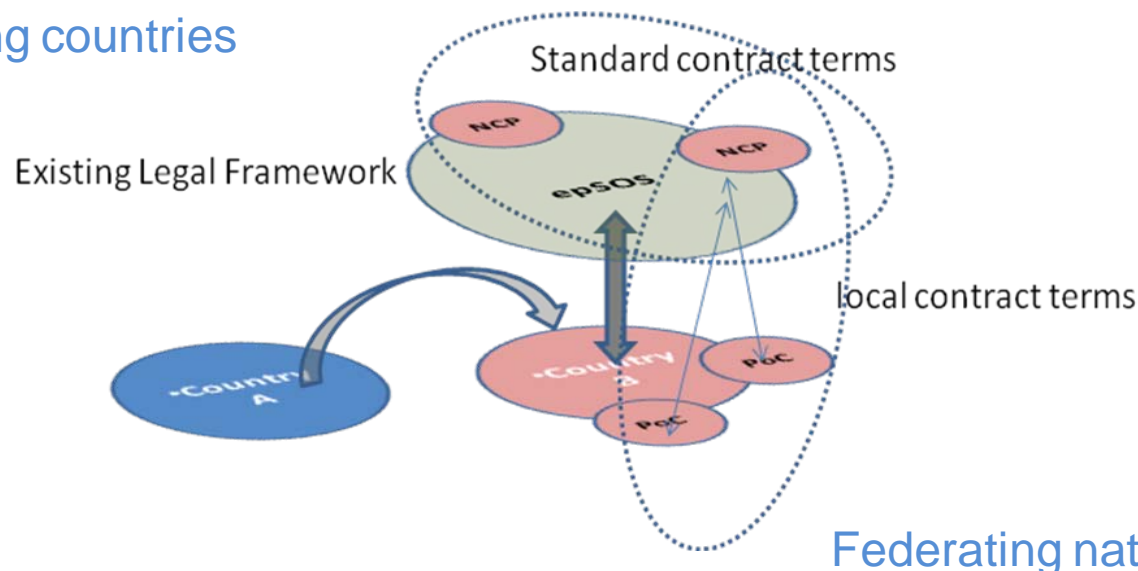 ng countries
Standard contract terms
NCP
NCP
Existing Legal Framework
epSOS
local contract terms
•Country
B
PoC
•Country
A
PoC
Federating nat